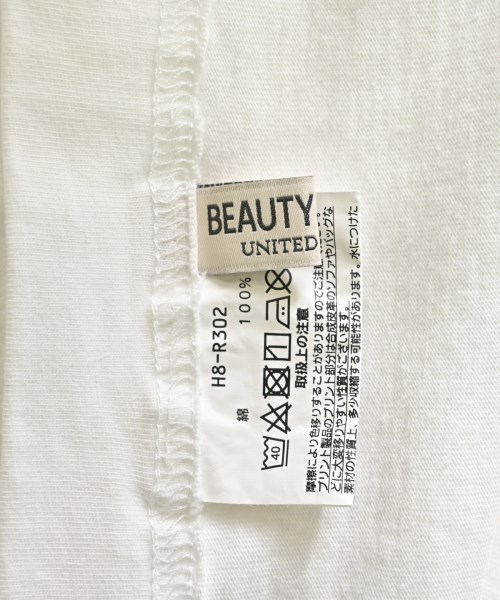 BEAUTY
UNITED
H8-R302
綿 100%
40
取扱上の注意
摩擦により色移りすることがありますのでご注意
プリント製品のプリント部分は合成皮革のソファやバッグな
どに大変移りやすい性質がございます。
素材の性質上、多少収縮する可能性があります。水につけた